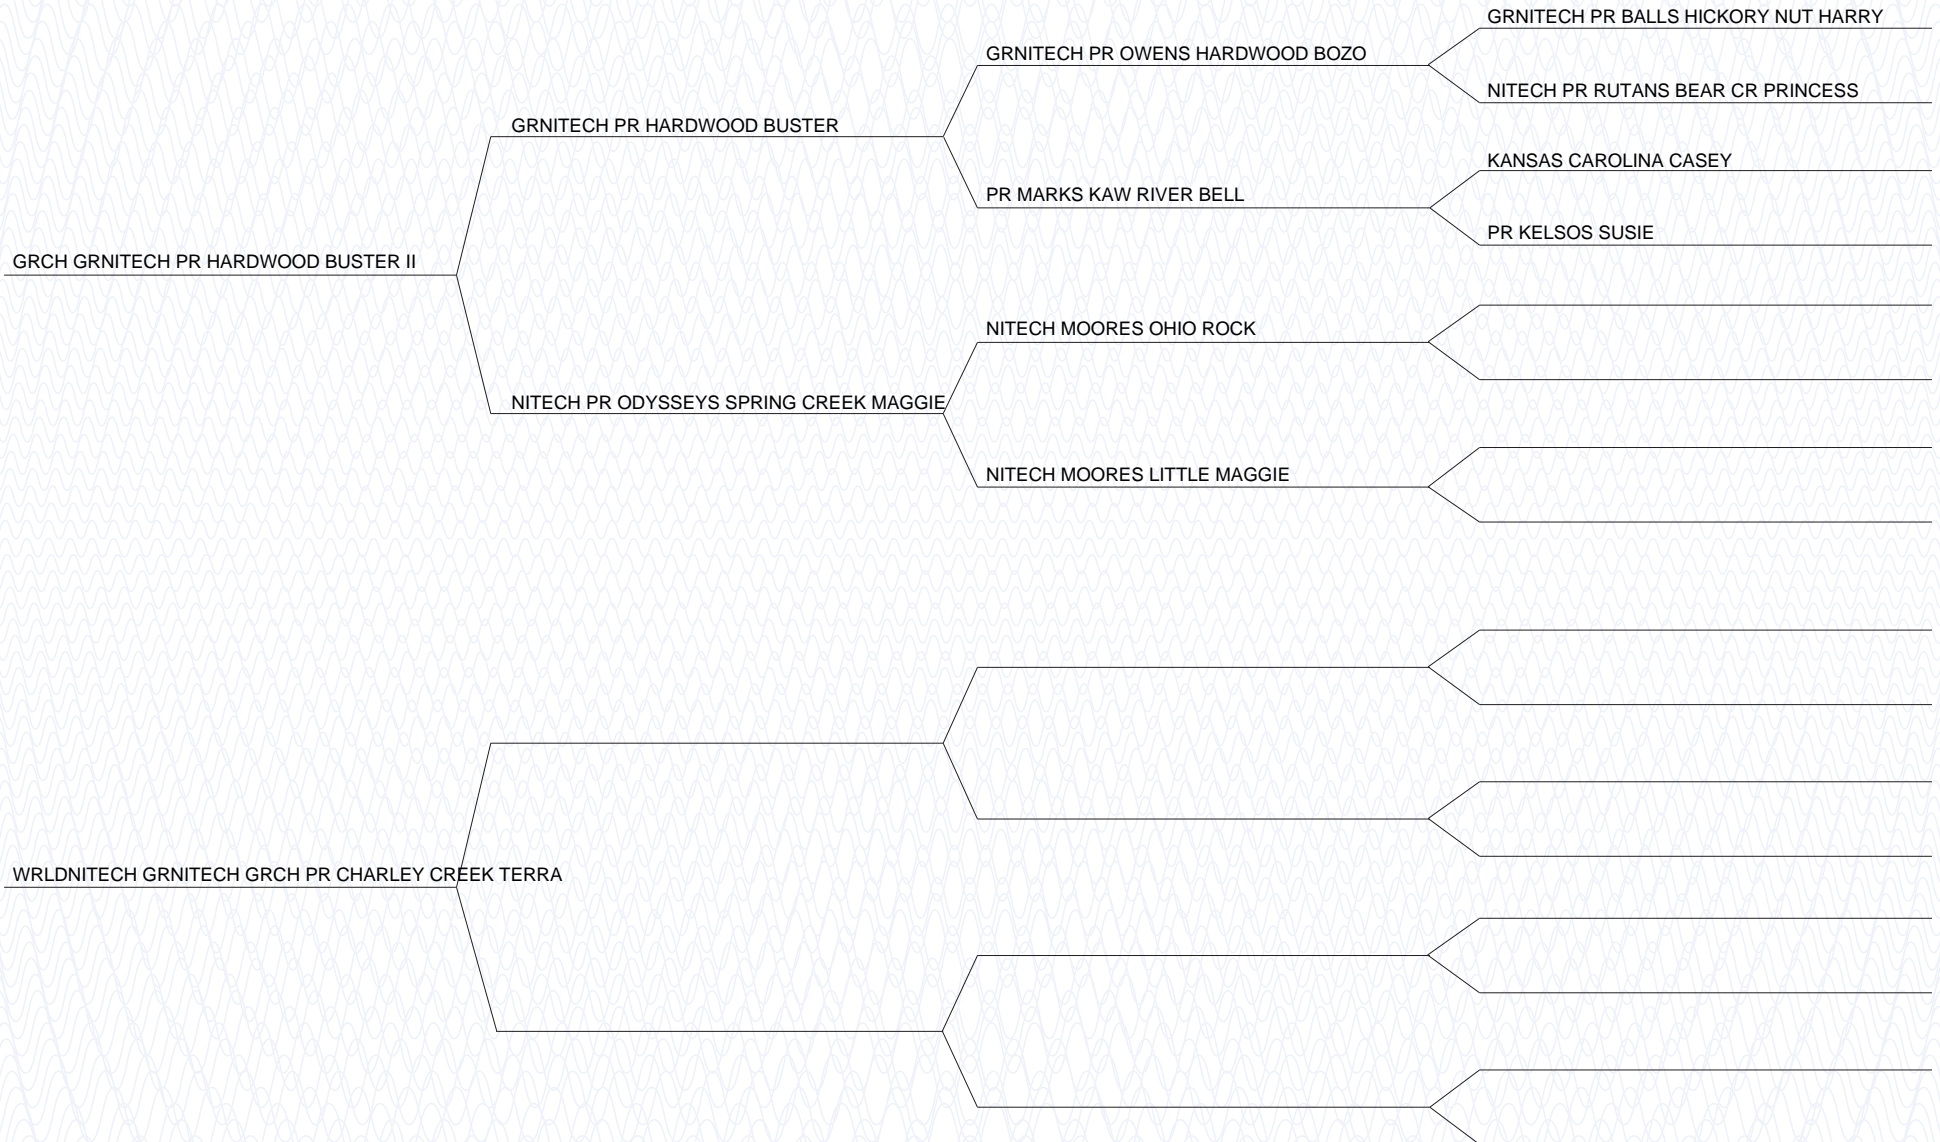 GRNITECH PR BALLS HICKORY NUT HARRY
GRNITECH PR OWENS HARDWOOD BOZO
NITECH PR RUTANS BEAR CR PRINCESS
GRNITECH PR HARDWOOD BUSTER
KANSAS CAROLINA CASEY
PR MARKS KAW RIVER BELL
PR KELSOS SUSIE
GRCH GRNITECH PR HARDWOOD BUSTER II
NITECH MOORES OHIO ROCK
NITECH PR ODYSSEYS SPRING CREEK MAGGIE
NITECH MOORES LITTLE MAGGIE
WRLDNITECH GRNITECH GRCH PR CHARLEY CREEK TERRA